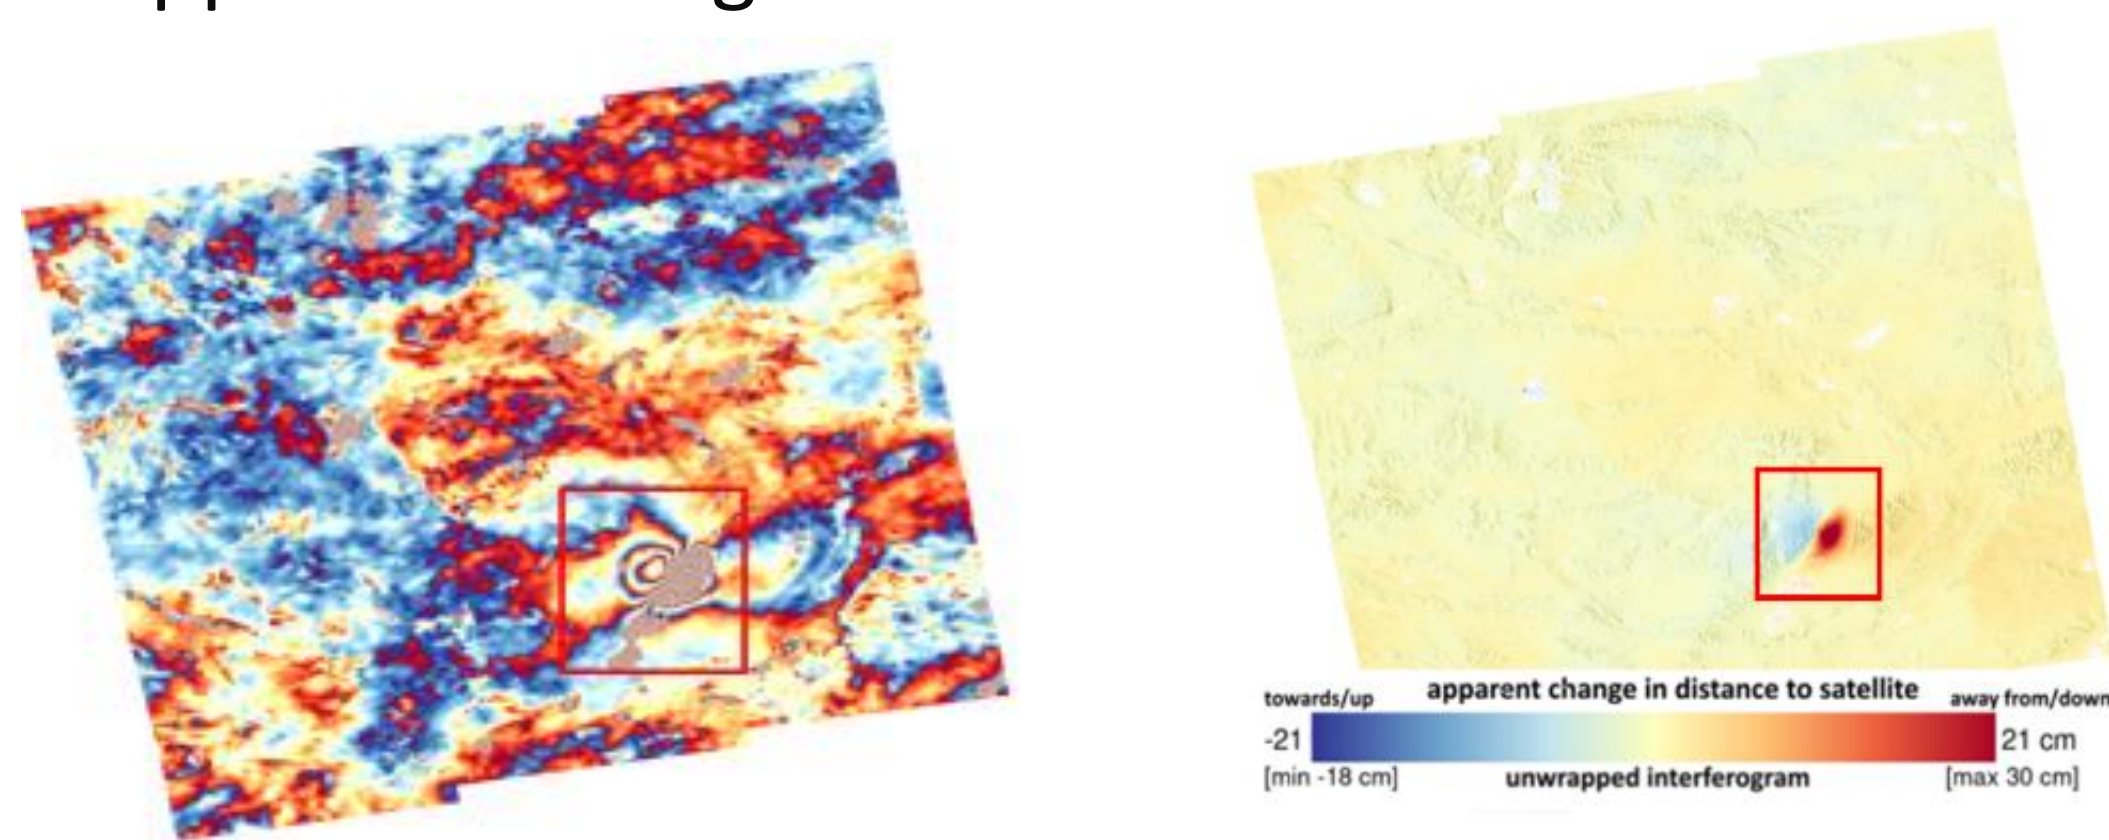 towards/up apparent change in distance to satellite away from/down
-21 21 cm
[min -18 cm] unwrapped interferogram [max 30 cm]